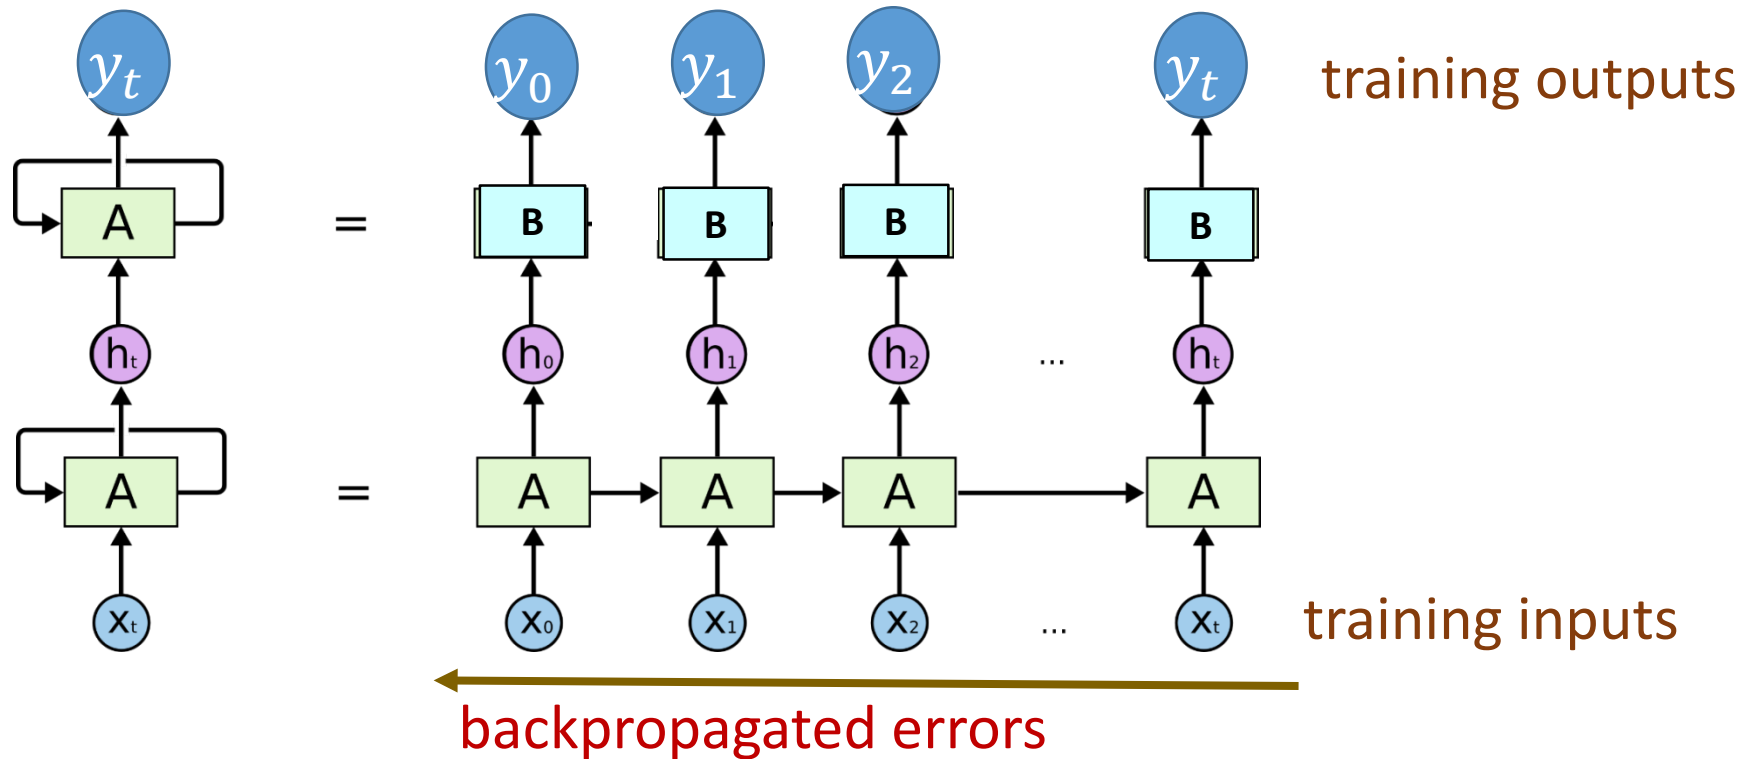 yₜ y₀ y₁ y₂ yₜ training outputs
A = B B B B
hₜ h₀ h₁ h₂ ... hₜ
A = A A A A
xₜ x₀ x₁ x₂ ... xₜ training inputs
backpropagated errors